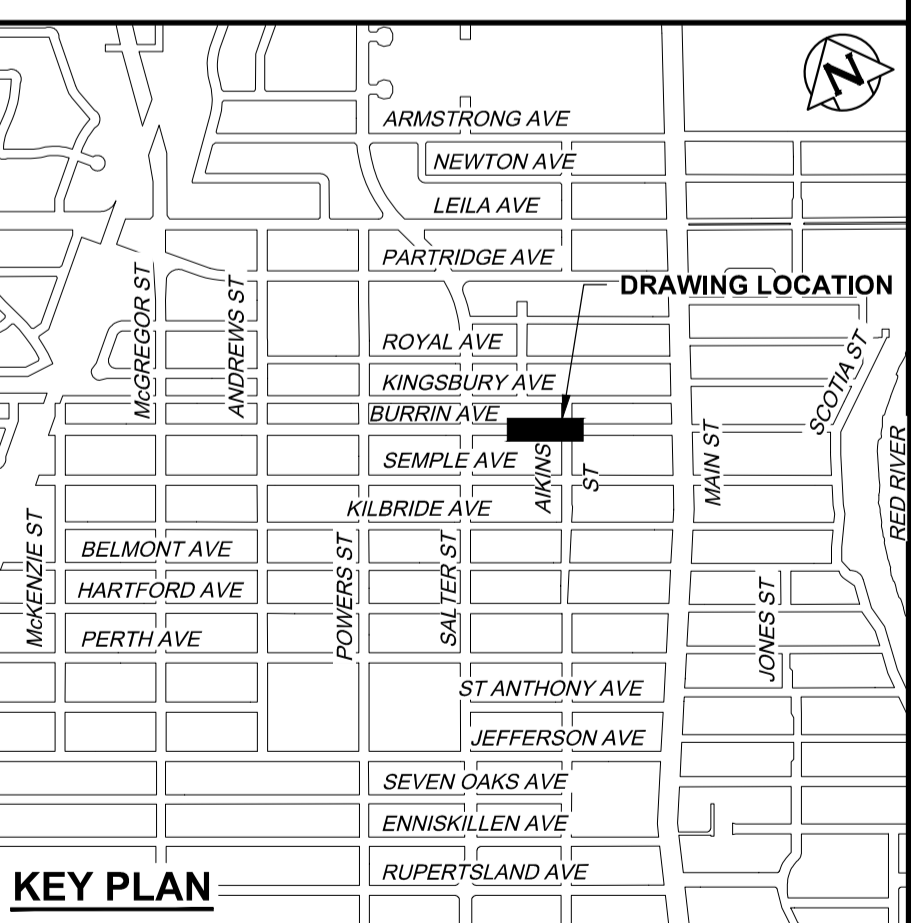 N
ARMSTRONG AVE
NEWTON AVE
LEILA AVE
PARTRIDGE AVE
DRAWING LOCATION
McGREGOR ST
ANDREWS ST
ROYAL AVE
KINGSBURY AVE
BURRIN AVE
SEMPLE AVE
AIKINS
ST
MAIN ST
SCOTIA ST
RED RIVER
KILBRIDE AVE
McKENZIE ST
BELMONT AVE
HARTFORD AVE
PERTH AVE
POWERS ST
SALTER ST
JONES ST
ST ANTHONY AVE
JEFFERSON AVE
SEVEN OAKS AVE
ENNISKILLEN AVE
RUPERTSLAND AVE
KEY PLAN